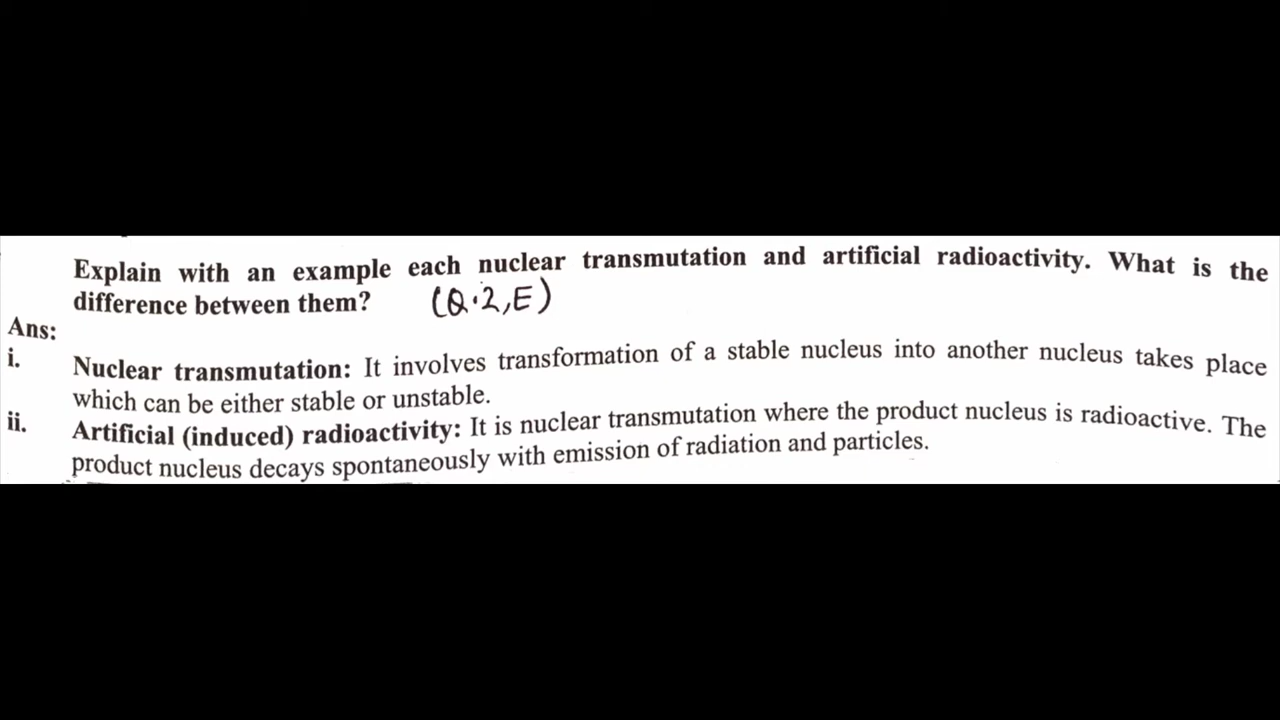 Explain with an example each nuclear transmutation and artificial radioactivity. What is the
difference between them? (Q.2,E)
Ans:
i. Nuclear transmutation: It involves transformation of a stable nucleus into another nucleus takes place
which can be either stable or unstable.
ii. Artificial (induced) radioactivity: It is nuclear transmutation where the product nucleus is radioactive. The
product nucleus decays spontaneously with emission of radiation and particles.